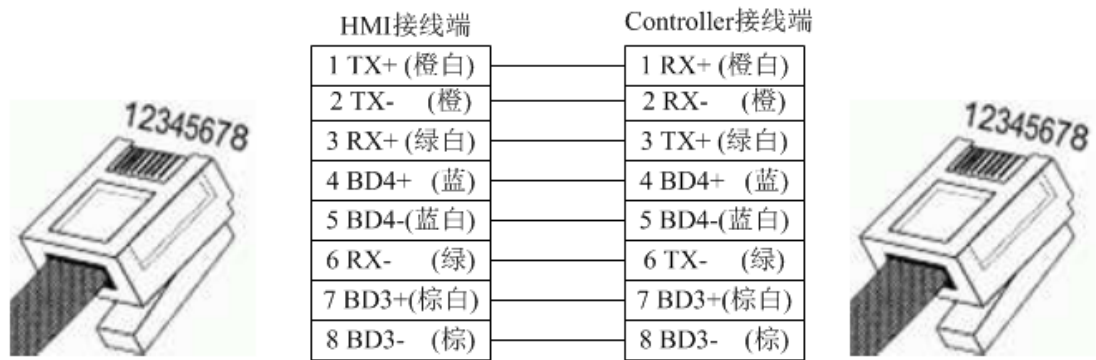 HMI接线端
Controller接线端
12345678
1 TX+ (橙白)
1 RX+ (橙白)
2 TX- (橙)
2 RX- (橙)
3 RX+ (绿白)
3 TX+ (绿白)
4 BD4+ (蓝)
4 BD4+ (蓝)
5 BD4-(蓝白)
5 BD4-(蓝白)
6 RX- (绿)
6 TX- (绿)
7 BD3+(棕白)
7 BD3+(棕白)
8 BD3- (棕)
8 BD3- (棕)
12345678